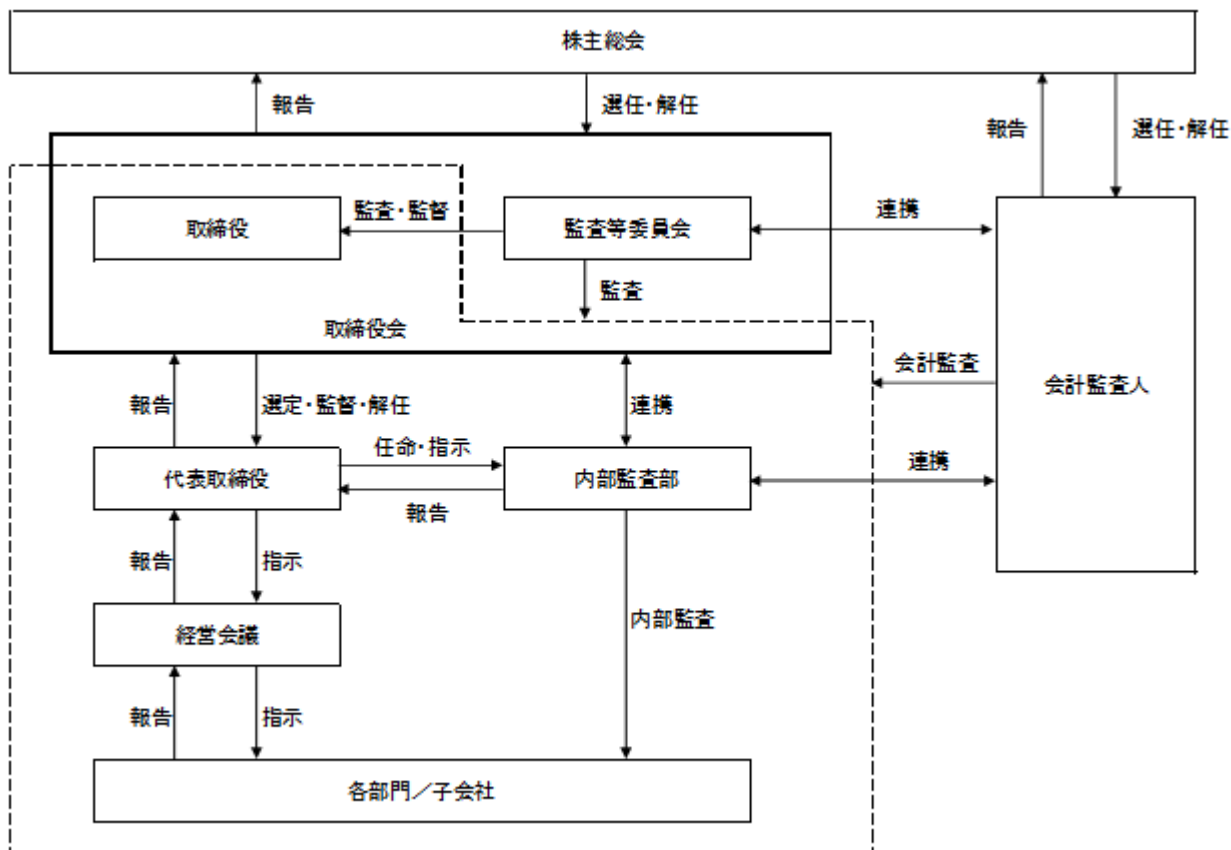 株主総会
報告
選任・解任
報告
選任・解任
取締役
監査・監督
監査等委員会
連携
監査
取締役会
会計監査
会計監査人
報告
選定・監督・解任
連携
代表取締役
任命・指示
報告
内部監査部
連携
報告
指示
経営会議
内部監査
報告
指示
各部門／子会社